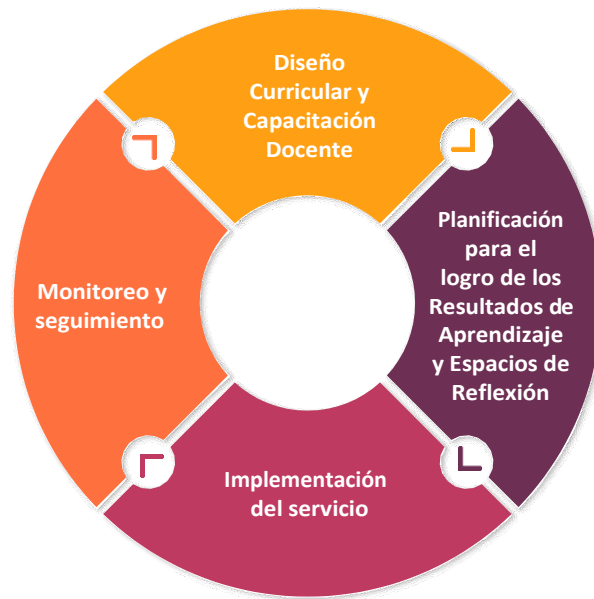 Diseño
Curricular y
Capacitación
Docente
Planificación
para el
logro de los
Resultados de
Aprendizaje
y Espacios de
Reflexión
Implementación
del servicio
Monitoreo y
seguimiento